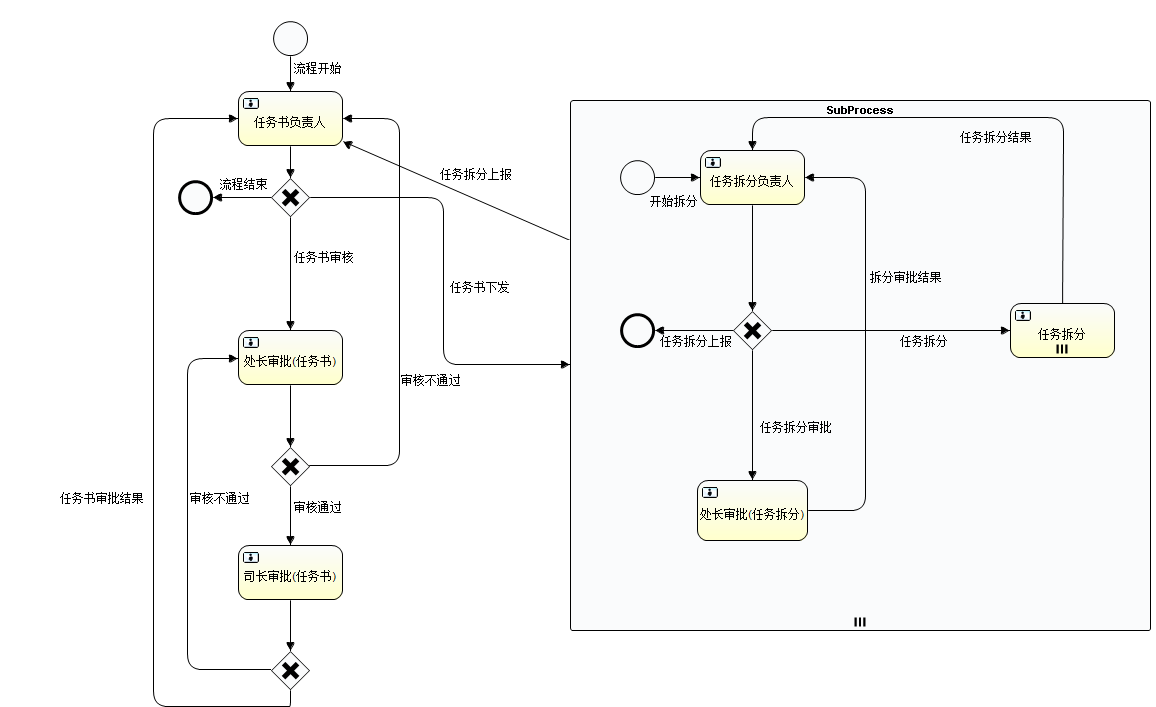 流程开始
任务书负责人
流程结束
任务书审核
任务拆分上报
任务书下发
处长审批(任务书)
审核不通过
任务书审批结果
审核不通过
审核通过
司长审批(任务书)
SubProcess
任务拆分结果
任务拆分负责人
开始拆分
拆分审批结果
任务拆分上报
任务拆分
任务拆分
任务拆分审批
处长审批(任务拆分)